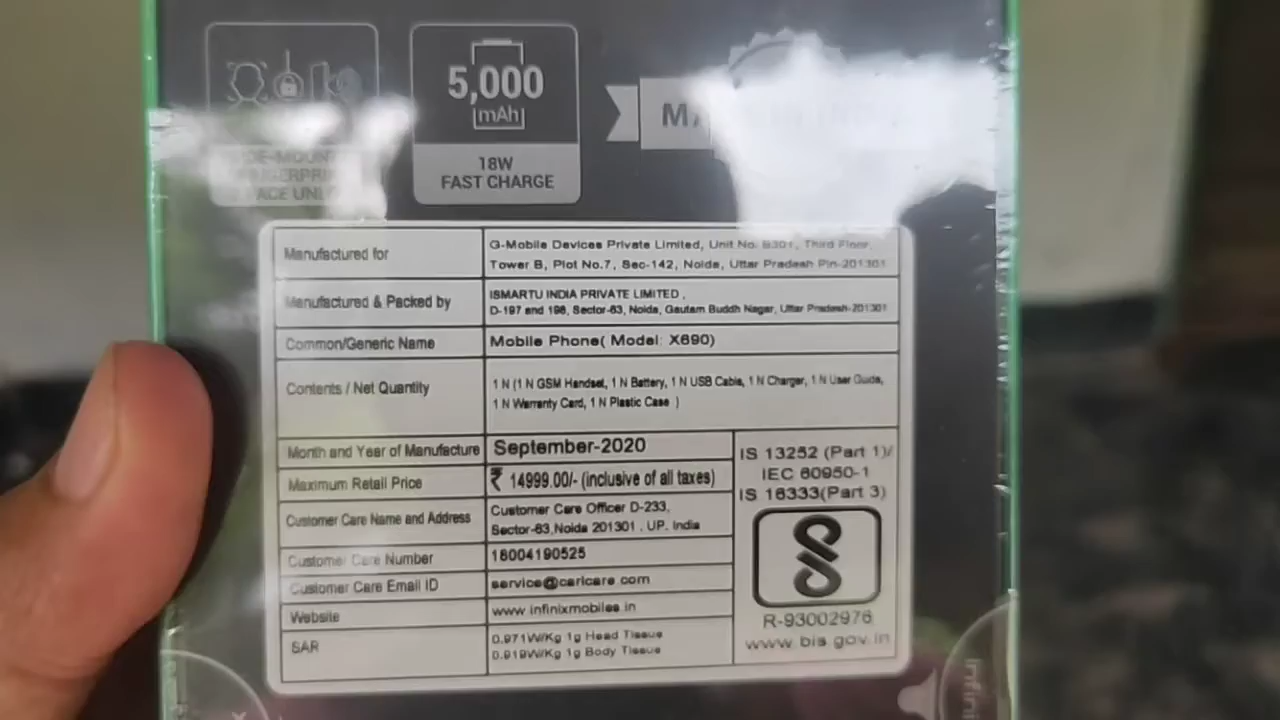 5,000
mAh
18W
FAST CHARGE
Manufactured for
G-Mobile Devices Private Limited, Unit No. B301, Third Floor,
Tower B, Plot No.7, Sec-142, Noida, Uttar Pradesh Pin-201301
Manufactured & Packed by
ISMARTU INDIA PRIVATE LIMITED ,
D-197 and 198, Sector-63, Noida, Gautam Buddh Nagar, Uttar Pradesh-201301
Common/Generic Name
Mobile Phone( Model: X690)
Contents / Net Quantity
1 N (1 N GSM Handset, 1 N Battery, 1 N USB Cable, 1 N Charger, 1 N User Guide,
1 N Warranty Card, 1 N Plastic Case )
Month and Year of Manufacture
September-2020
Maximum Retail Price
₹ 14999.00/- (inclusive of all taxes)
Customer Care Name and Address
Customer Care Officer D-233,
Sector-63,Noida 201301 . UP. India
Customer Care Number
18004190525
Customer Care Email ID
service@carlcare.com
Website
www.infinixmobiles.in
SAR
0.971W/Kg 1g Head Tissue
0.919W/Kg 1g Body Tissue
IS 13252 (Part 1)/
IEC 60950-1
IS 16333(Part 3)
R-93002976
www.bis.gov.in